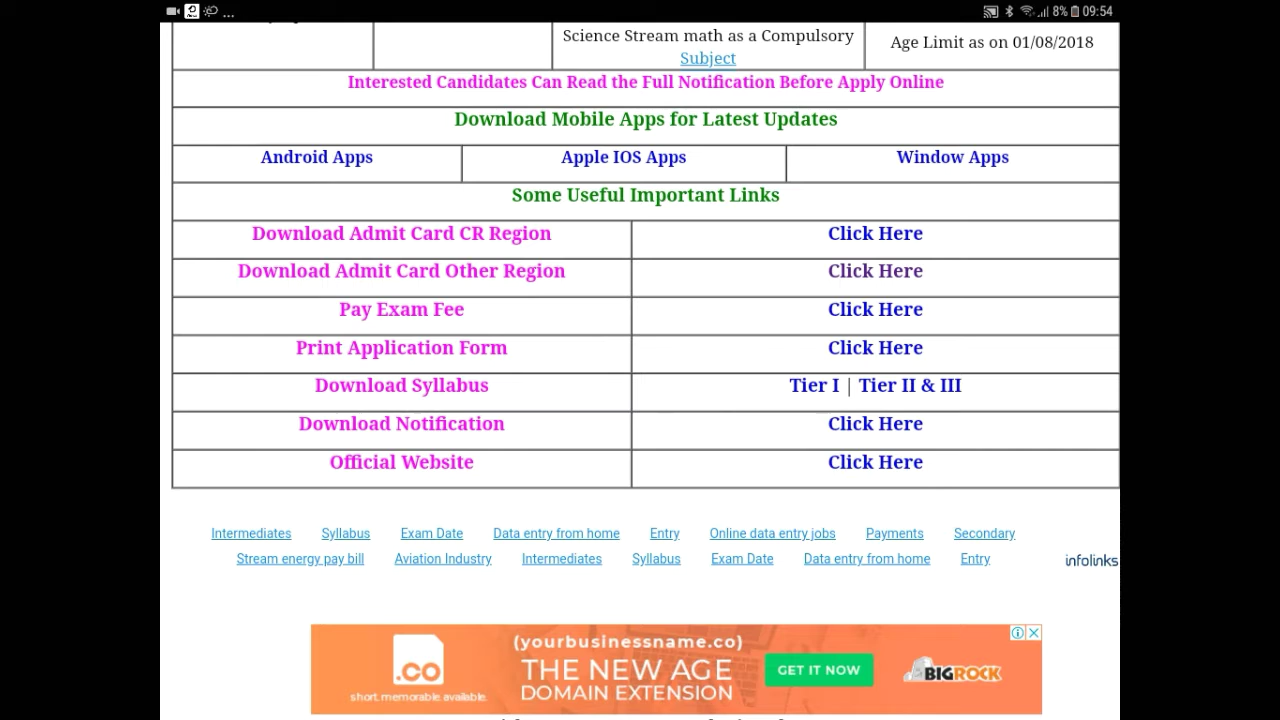 ... 8% 09:54
Science Stream math as a Compulsory
Subject
Age Limit as on 01/08/2018
Interested Candidates Can Read the Full Notification Before Apply Online
Download Mobile Apps for Latest Updates
Android Apps Apple IOS Apps Window Apps
Some Useful Important Links
Download Admit Card CR Region Click Here
Download Admit Card Other Region Click Here
Pay Exam Fee Click Here
Print Application Form Click Here
Download Syllabus Tier I | Tier II & III
Download Notification Click Here
Official Website Click Here
Intermediates Syllabus Exam Date Data entry from home Entry Online data entry jobs Payments Secondary
Stream energy pay bill Aviation Industry Intermediates Syllabus Exam Date Data entry from home Entry
infolinks
(yourbusinessname.co)
.co THE NEW AGE GET IT NOW BIGROCK
short.memorable.available. DOMAIN EXTENSION